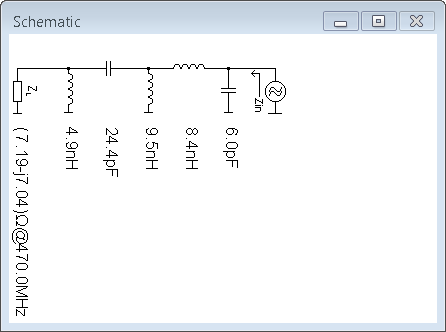 Schematic
ZL
Zin
(7.19-j7.04)Ω@470.0MHz
4.9nH
24.4pF
9.5nH
8.4nH
6.0pF